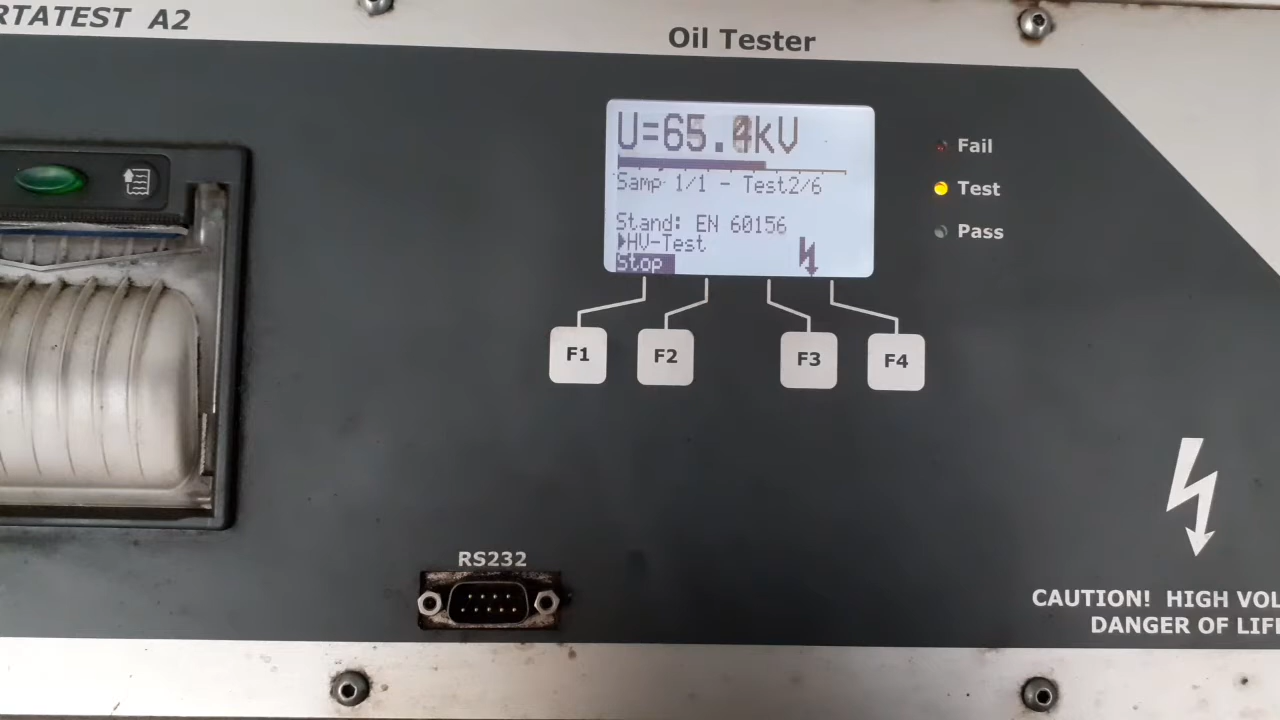 RTATEST A2
Oil Tester
U=65.4kV
Samp 1/1 - Test2/6
Stand: EN 60156
HV-Test
Stop
Fail
Test
Pass
F1
F2
F3
F4
RS232
CAUTION! HIGH VOL
DANGER OF LIF